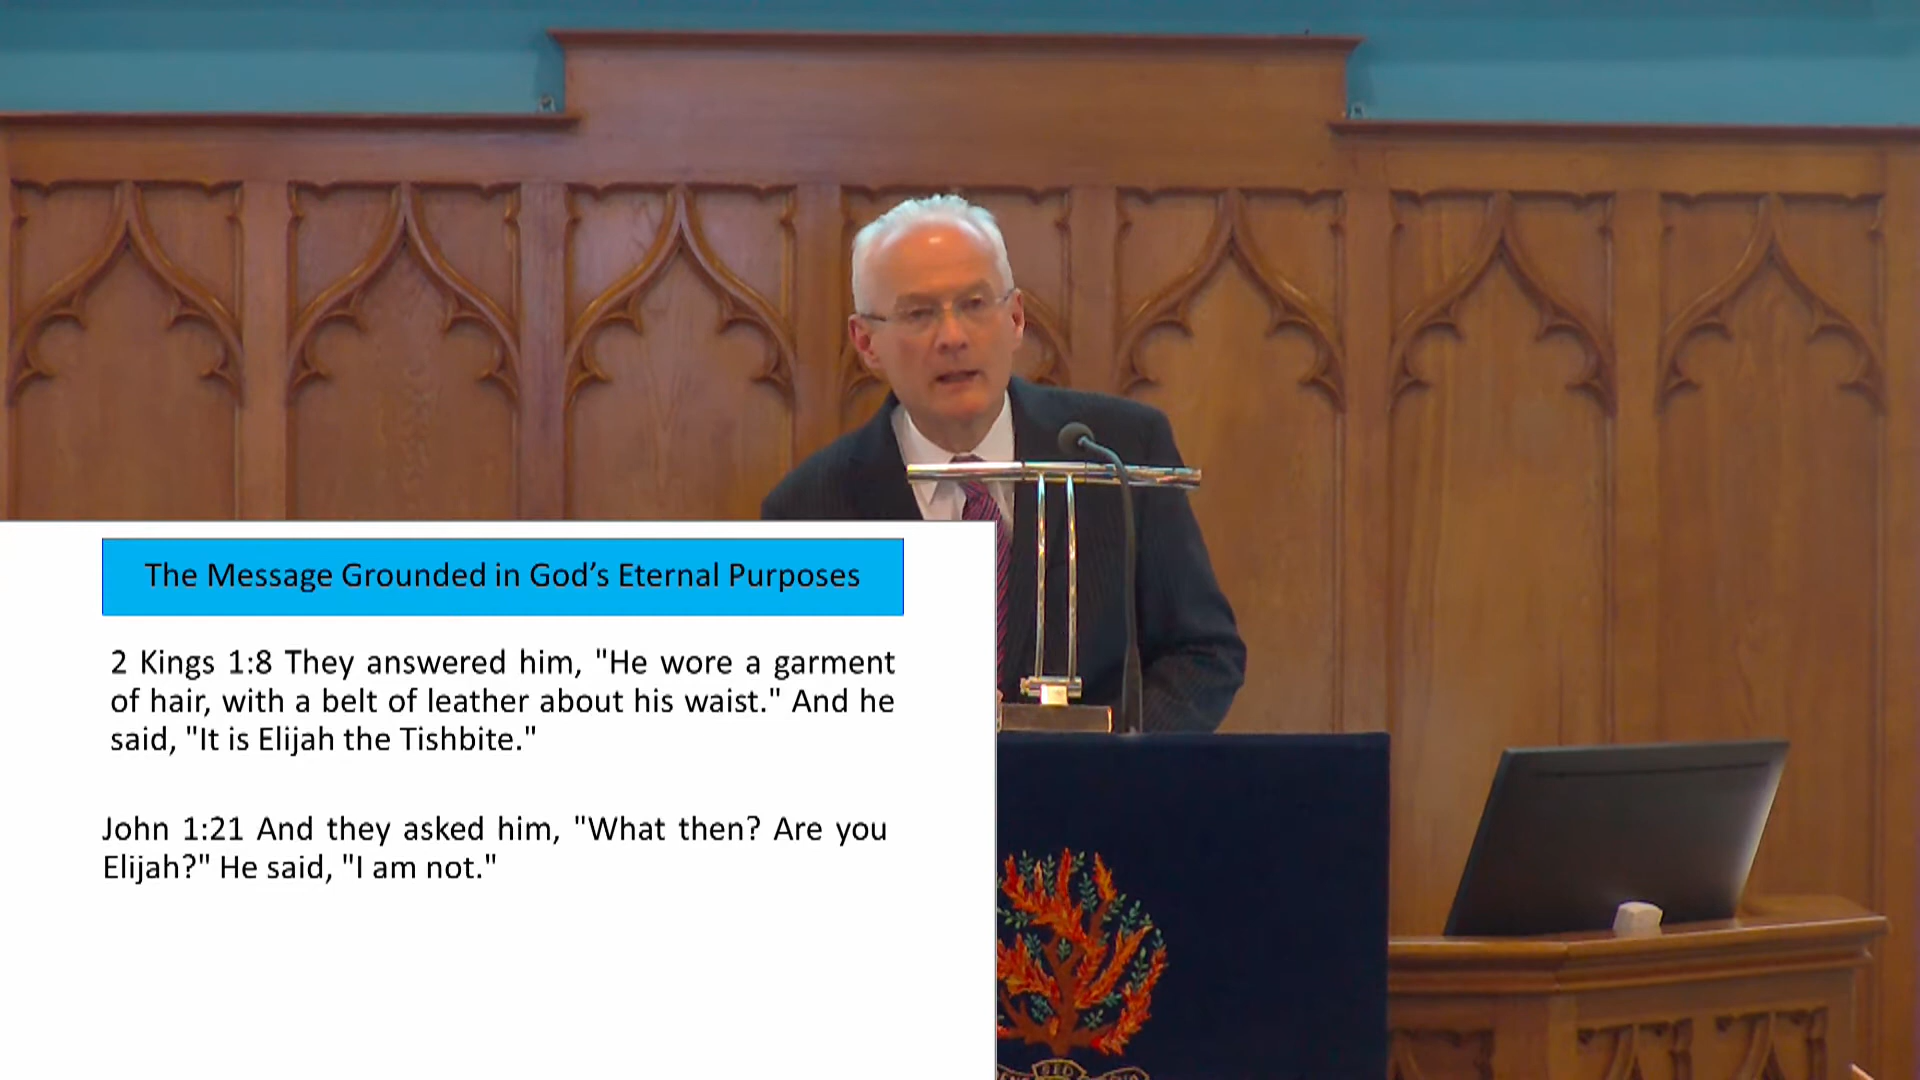 The Message Grounded in God’s Eternal Purposes
2 Kings 1:8 They answered him, "He wore a garment
of hair, with a belt of leather about his waist." And he
said, "It is Elijah the Tishbite."
John 1:21 And they asked him, "What then? Are you
Elijah?" He said, "I am not."